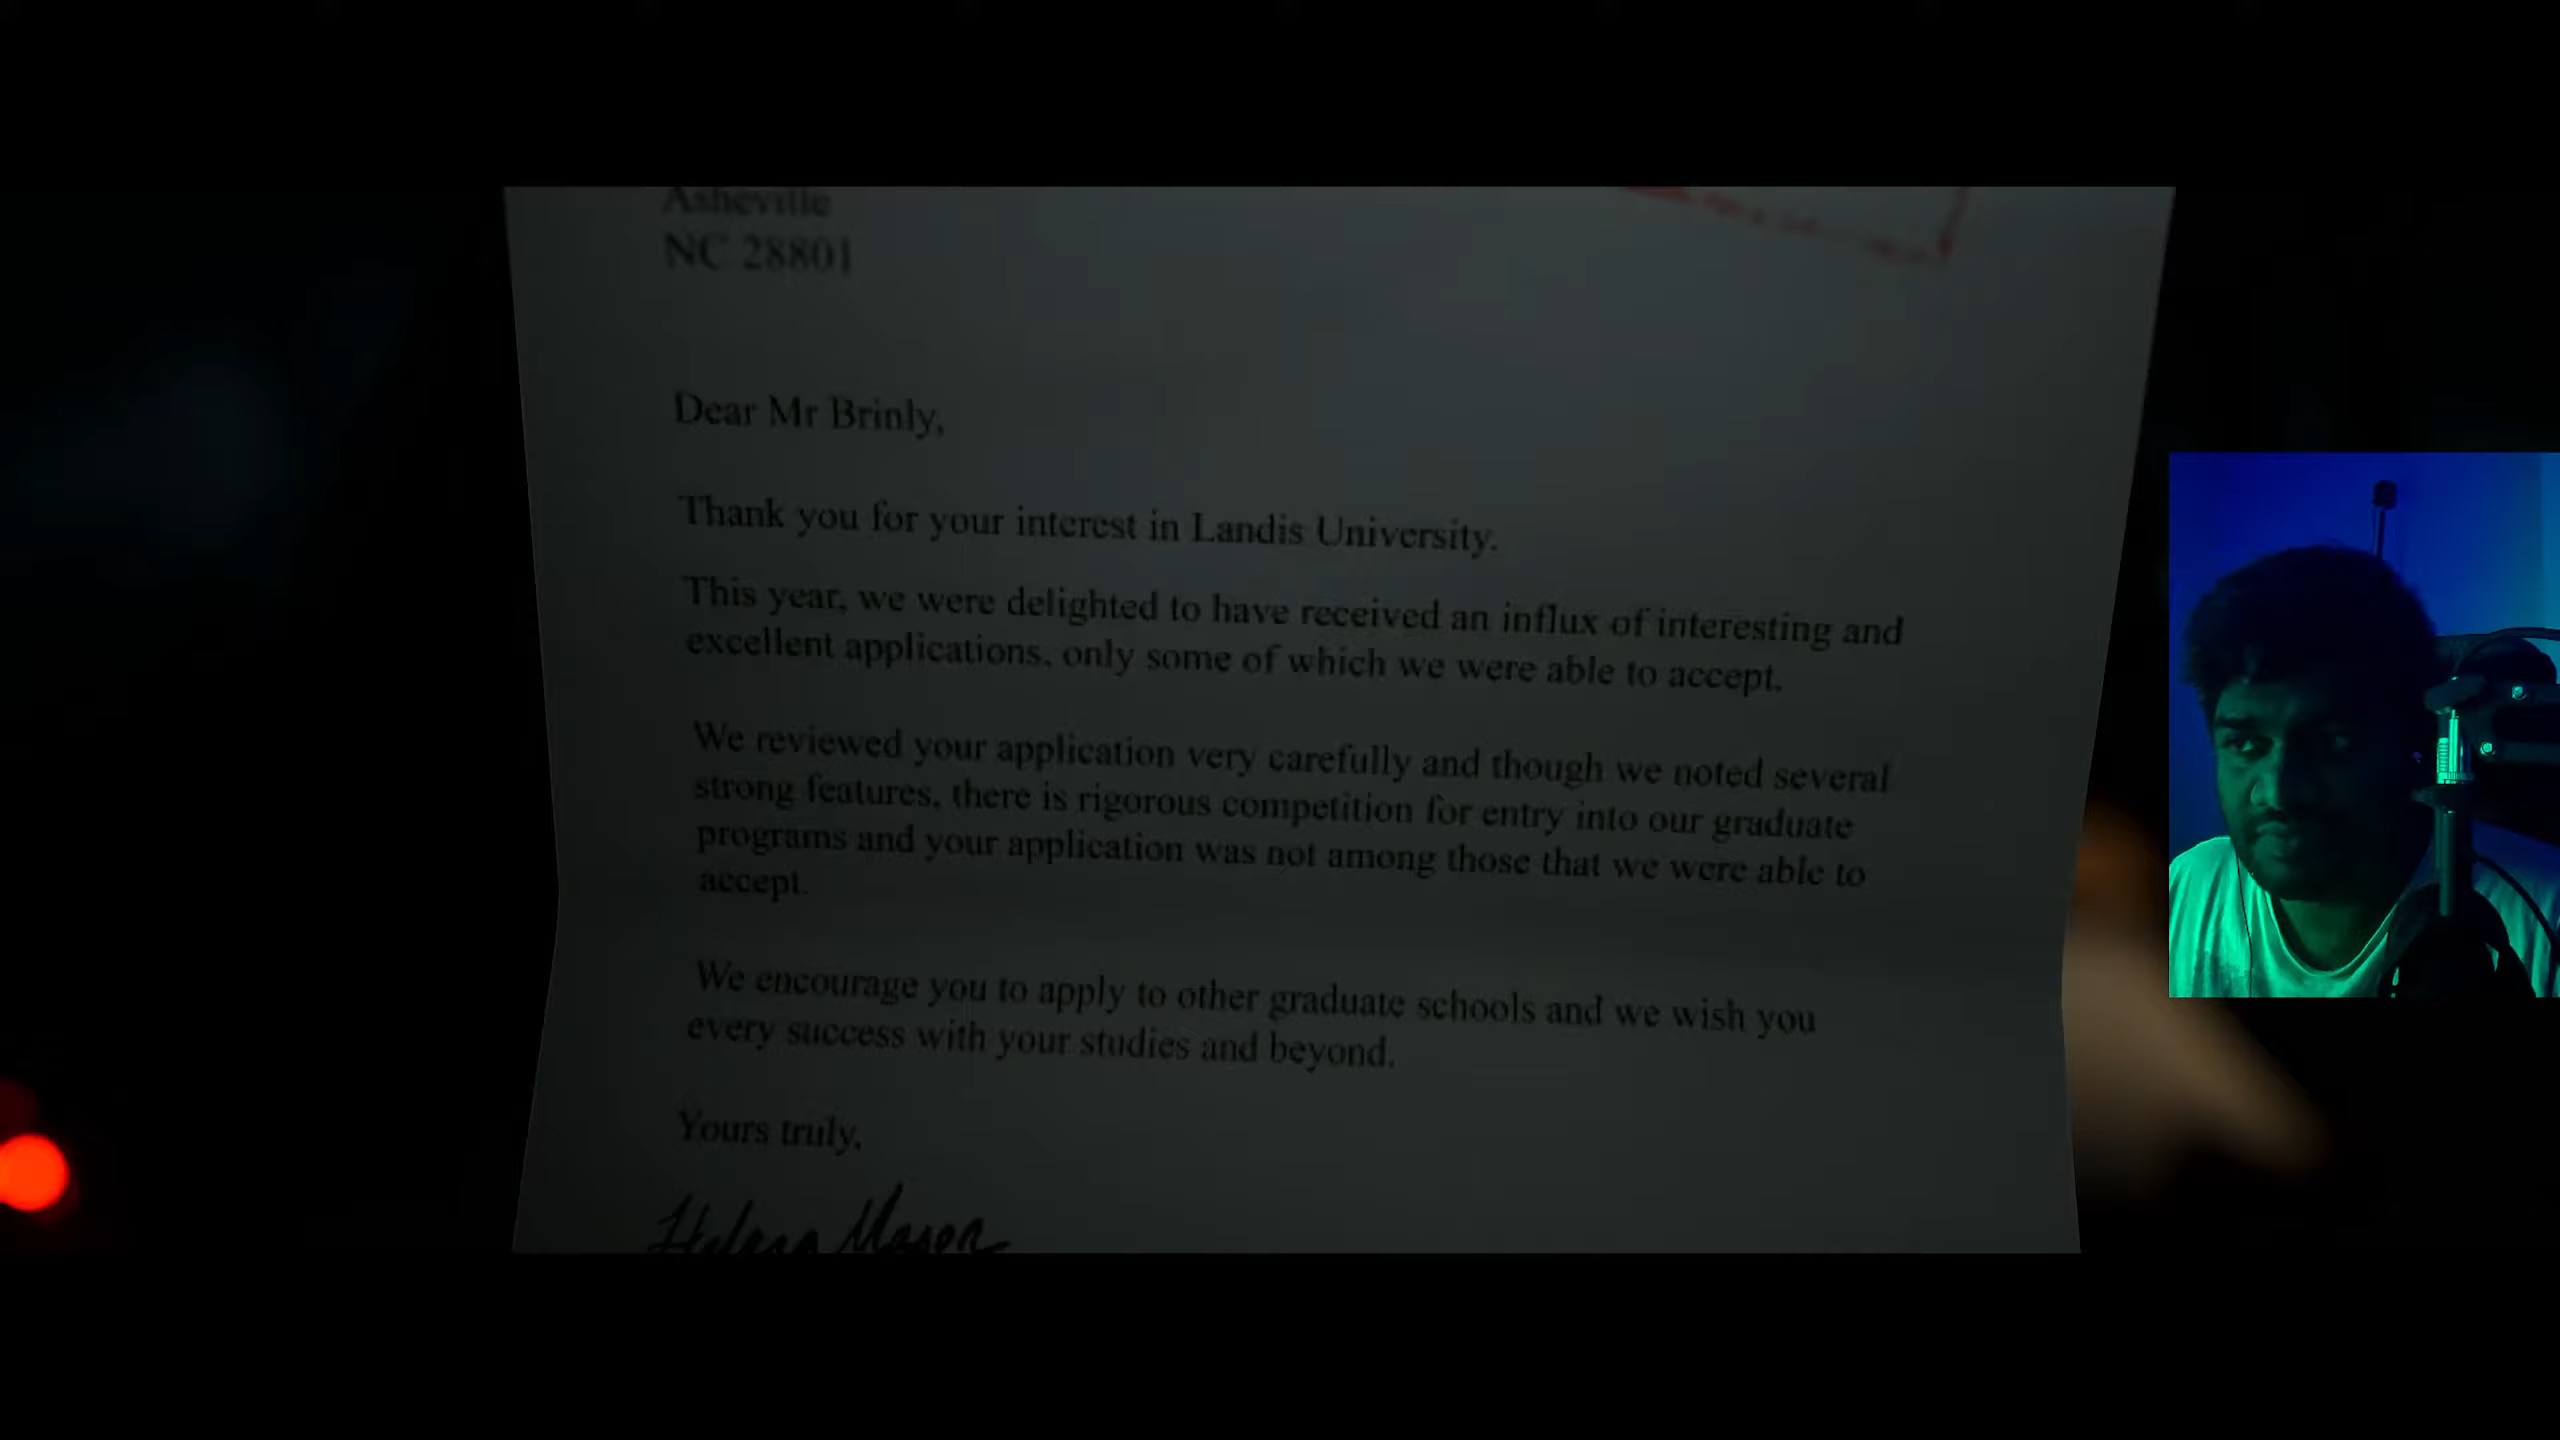 Asheville
NC 28801
Dear Mr Brinly,
Thank you for your interest in Landis University.
This year, we were delighted to have received an influx of interesting and
excellent applications, only some of which we were able to accept.
We reviewed your application very carefully and though we noted several
strong features, there is rigorous competition for entry into our graduate
programs and your application was not among those that we were able to
accept.
We encourage you to apply to other graduate schools and we wish you
every success with your studies and beyond.
Yours truly,